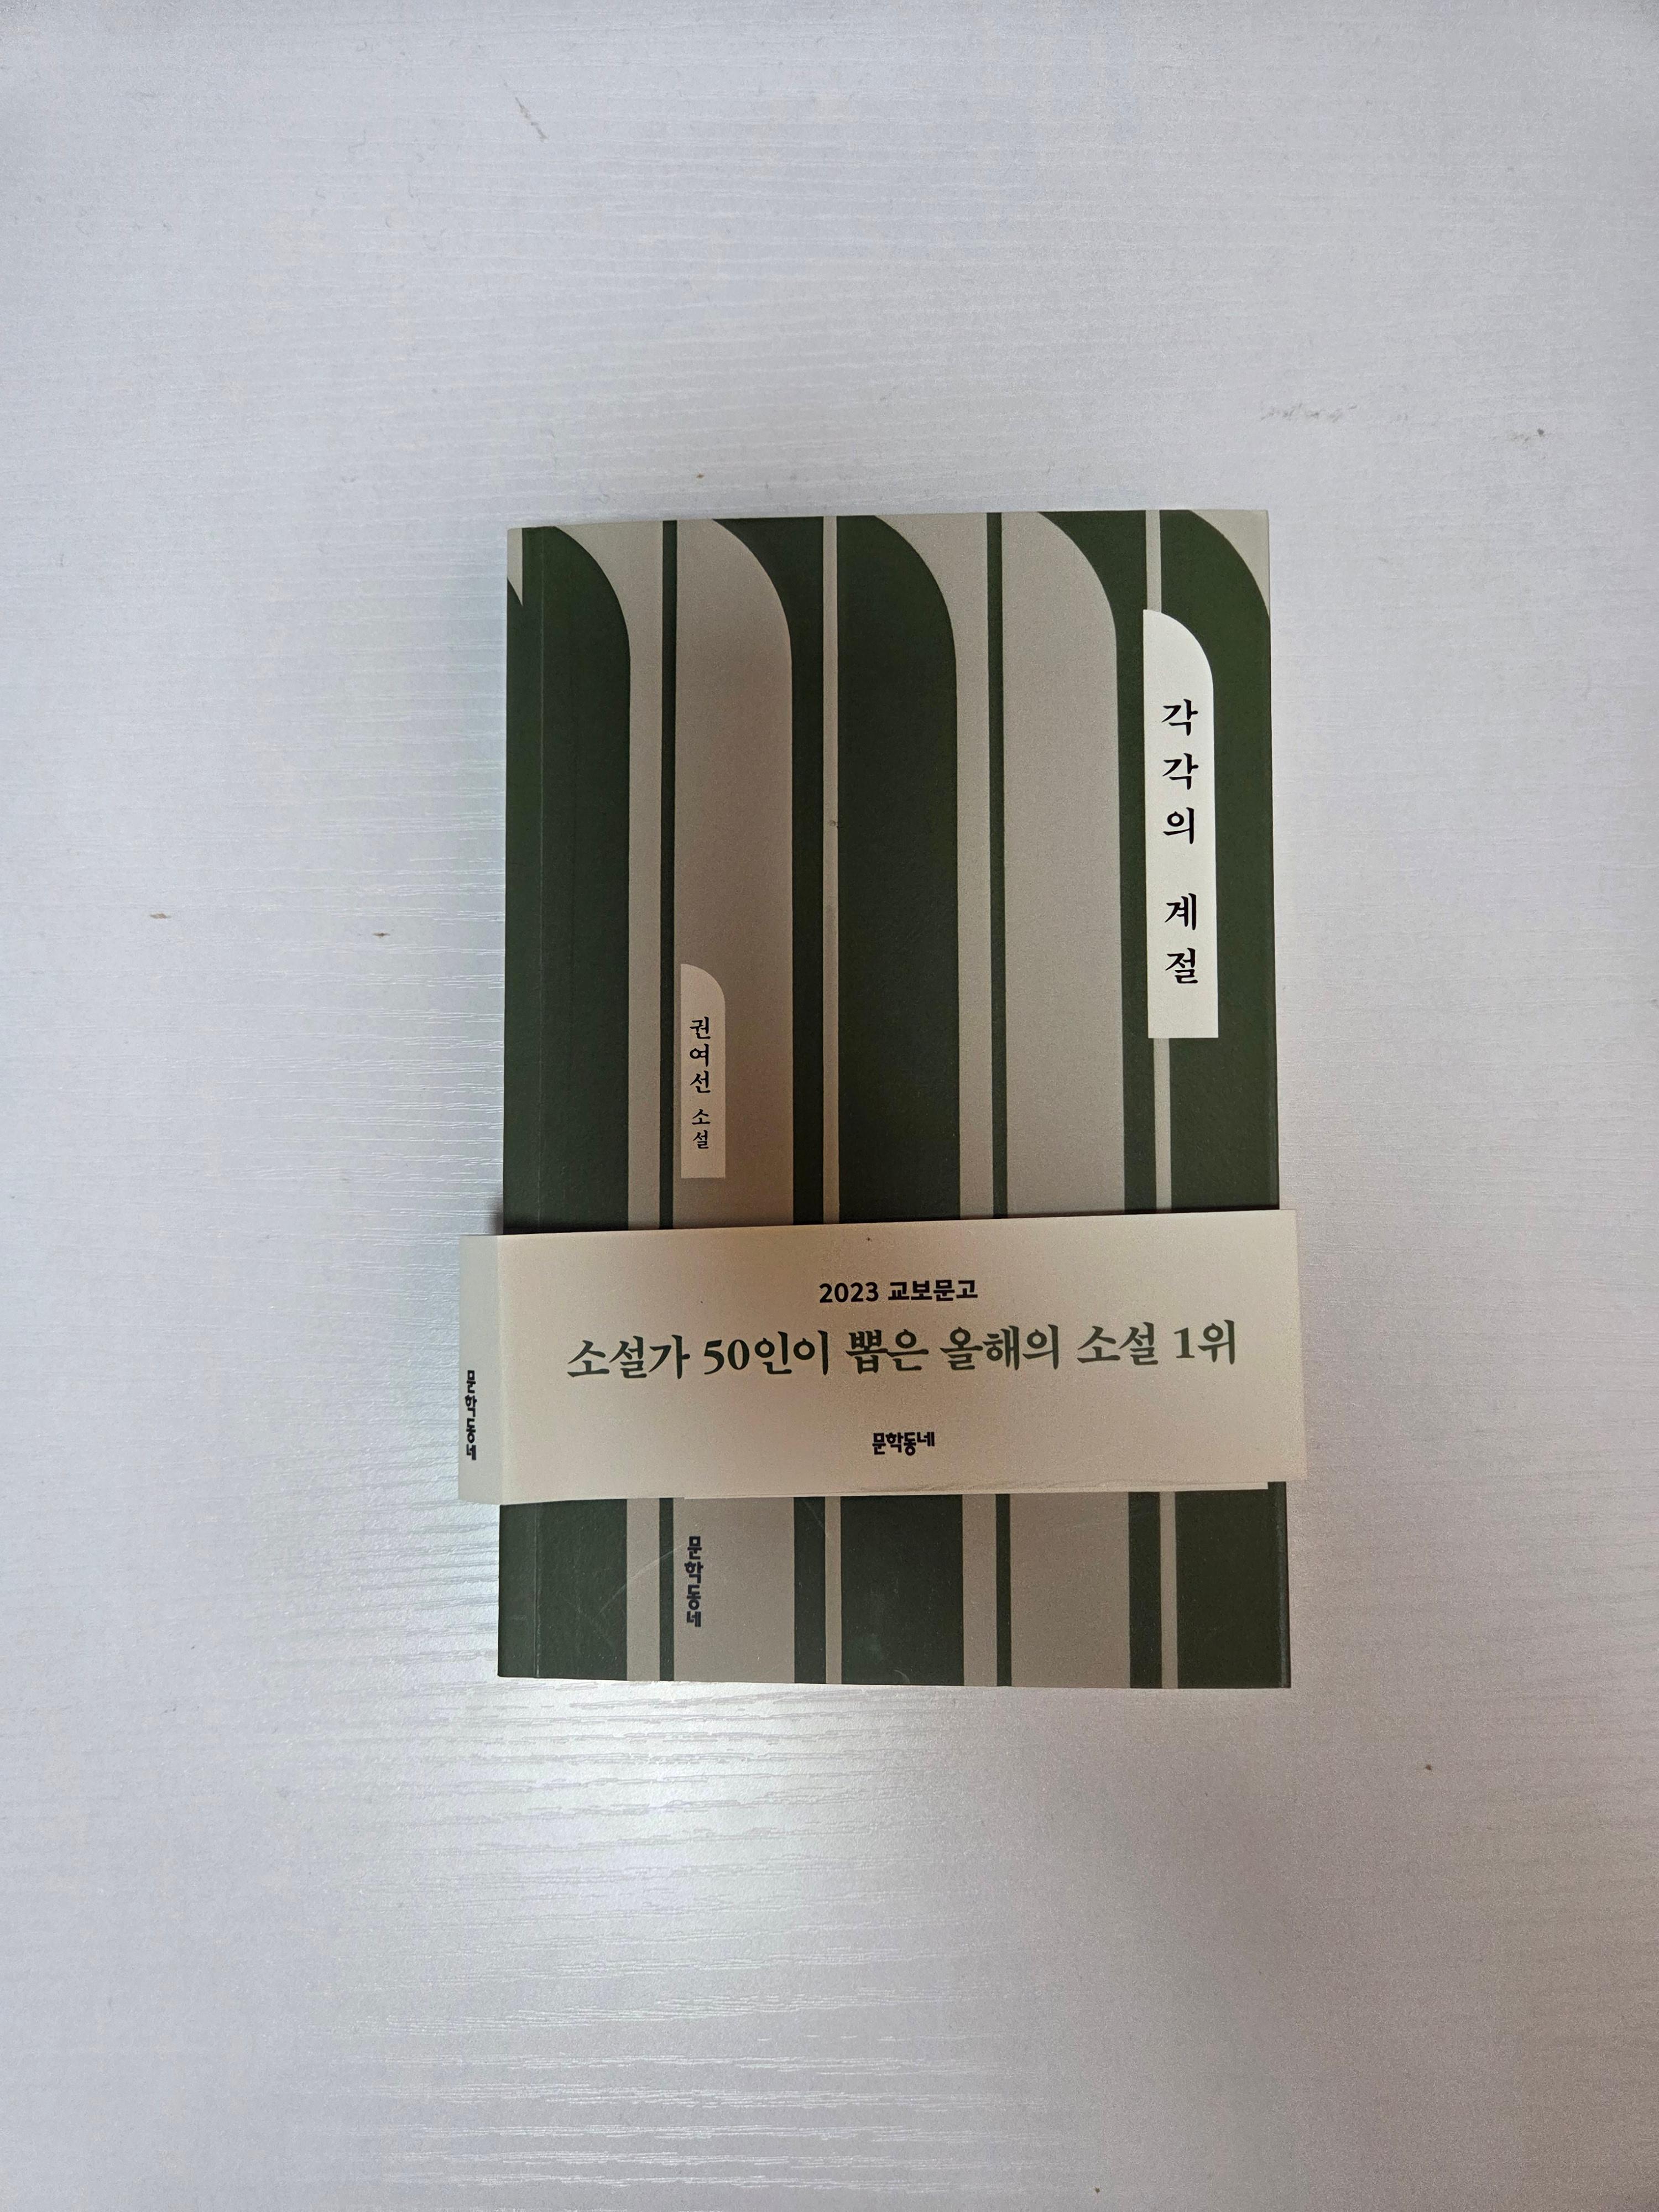 각각의 계절
권여선 소설
2023 교보문고
소설가 50인이 뽑은 올해의 소설 1위
문학동네
문학동네
문학동네